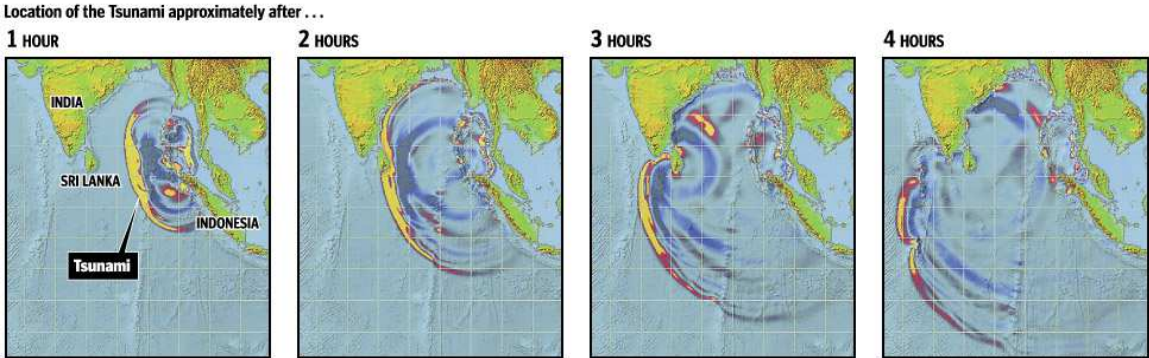 Location of the Tsunami approximately after ...
1 HOUR
2 HOURS
3 HOURS
4 HOURS
INDIA
SRI LANKA
INDONESIA
Tsunami